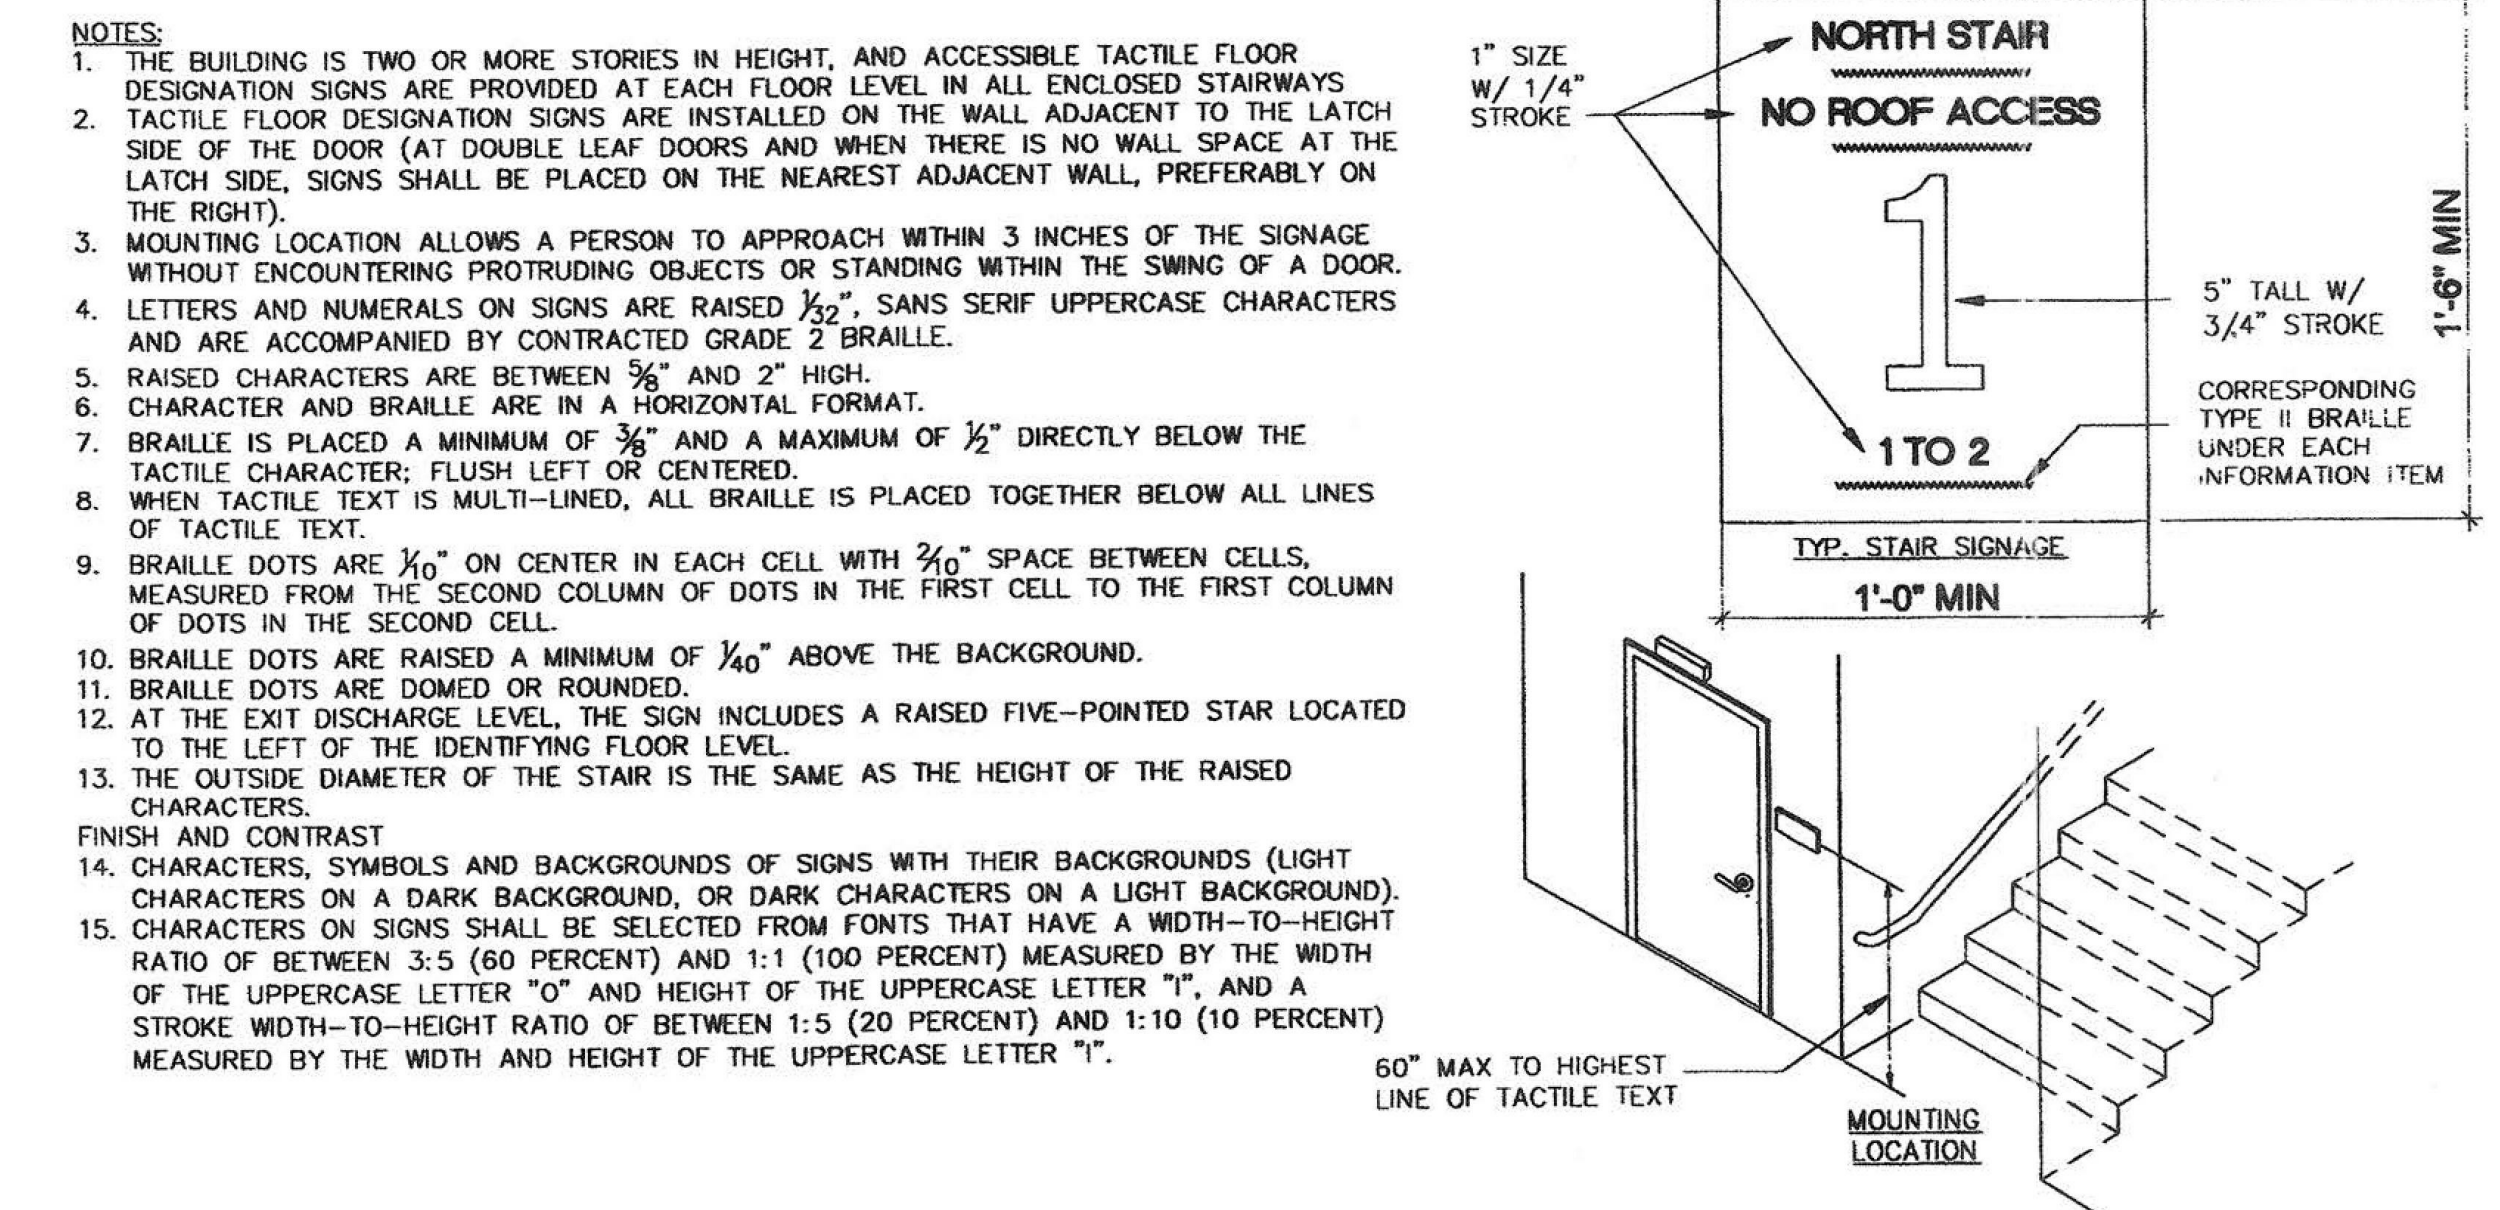 NOTES:
1. THE BUILDING IS TWO OR MORE STORIES IN HEIGHT, AND ACCESSIBLE TACTILE FLOOR
DESIGNATION SIGNS ARE PROVIDED AT EACH FLOOR LEVEL IN ALL ENCLOSED STAIRWAYS
2. TACTILE FLOOR DESIGNATION SIGNS ARE INSTALLED ON THE WALL ADJACENT TO THE LATCH
SIDE OF THE DOOR (AT DOUBLE LEAF DOORS AND WHEN THERE IS NO WALL SPACE AT THE
LATCH SIDE, SIGNS SHALL BE PLACED ON THE NEAREST ADJACENT WALL, PREFERABLY ON
THE RIGHT).
3. MOUNTING LOCATION ALLOWS A PERSON TO APPROACH WITHIN 3 INCHES OF THE SIGNAGE
WITHOUT ENCOUNTERING PROTRUDING OBJECTS OR STANDING WITHIN THE SWING OF A DOOR.
4. LETTERS AND NUMERALS ON SIGNS ARE RAISED 1/32", SANS SERIF UPPERCASE CHARACTERS
AND ARE ACCOMPANIED BY CONTRACTED GRADE 2 BRAILLE.
5. RAISED CHARACTERS ARE BETWEEN 5/8" AND 2" HIGH.
6. CHARACTER AND BRAILLE ARE IN A HORIZONTAL FORMAT.
7. BRAILLE IS PLACED A MINIMUM OF 3/8" AND A MAXIMUM OF 1/2" DIRECTLY BELOW THE
TACTILE CHARACTER; FLUSH LEFT OR CENTERED.
8. WHEN TACTILE TEXT IS MULTI-LINED, ALL BRAILLE IS PLACED TOGETHER BELOW ALL LINES
OF TACTILE TEXT.
9. BRAILLE DOTS ARE 1/10" ON CENTER IN EACH CELL WITH 2/10" SPACE BETWEEN CELLS,
MEASURED FROM THE SECOND COLUMN OF DOTS IN THE FIRST CELL TO THE FIRST COLUMN
OF DOTS IN THE SECOND CELL.
10. BRAILLE DOTS ARE RAISED A MINIMUM OF 1/40" ABOVE THE BACKGROUND.
11. BRAILLE DOTS ARE DOMED OR ROUNDED.
12. AT THE EXIT DISCHARGE LEVEL, THE SIGN INCLUDES A RAISED FIVE-POINTED STAR LOCATED
TO THE LEFT OF THE IDENTIFYING FLOOR LEVEL.
13. THE OUTSIDE DIAMETER OF THE STAIR IS THE SAME AS THE HEIGHT OF THE RAISED
CHARACTERS.
FINISH AND CONTRAST
14. CHARACTERS, SYMBOLS AND BACKGROUNDS OF SIGNS WITH THEIR BACKGROUNDS (LIGHT
CHARACTERS ON A DARK BACKGROUND, OR DARK CHARACTERS ON A LIGHT BACKGROUND).
15. CHARACTERS ON SIGNS SHALL BE SELECTED FROM FONTS THAT HAVE A WIDTH-TO-HEIGHT
RATIO OF BETWEEN 3:5 (60 PERCENT) AND 1:1 (100 PERCENT) MEASURED BY THE WIDTH
OF THE UPPERCASE LETTER "O" AND HEIGHT OF THE UPPERCASE LETTER "I", AND A
STROKE WIDTH-TO-HEIGHT RATIO OF BETWEEN 1:5 (20 PERCENT) AND 1:10 (10 PERCENT)
MEASURED BY THE WIDTH AND HEIGHT OF THE UPPERCASE LETTER "I".
1" SIZE
W/ 1/4"
STROKE
NORTH STAIR
NO ROOF ACCESS
1
1 TO 2
5" TALL W/
3/4" STROKE
1'-6" MIN
CORRESPONDING
TYPE II BRAILLE
UNDER EACH
INFORMATION ITEM
TYP. STAIR SIGNAGE
1'-0" MIN
60" MAX TO HIGHEST
LINE OF TACTILE TEXT
MOUNTING
LOCATION